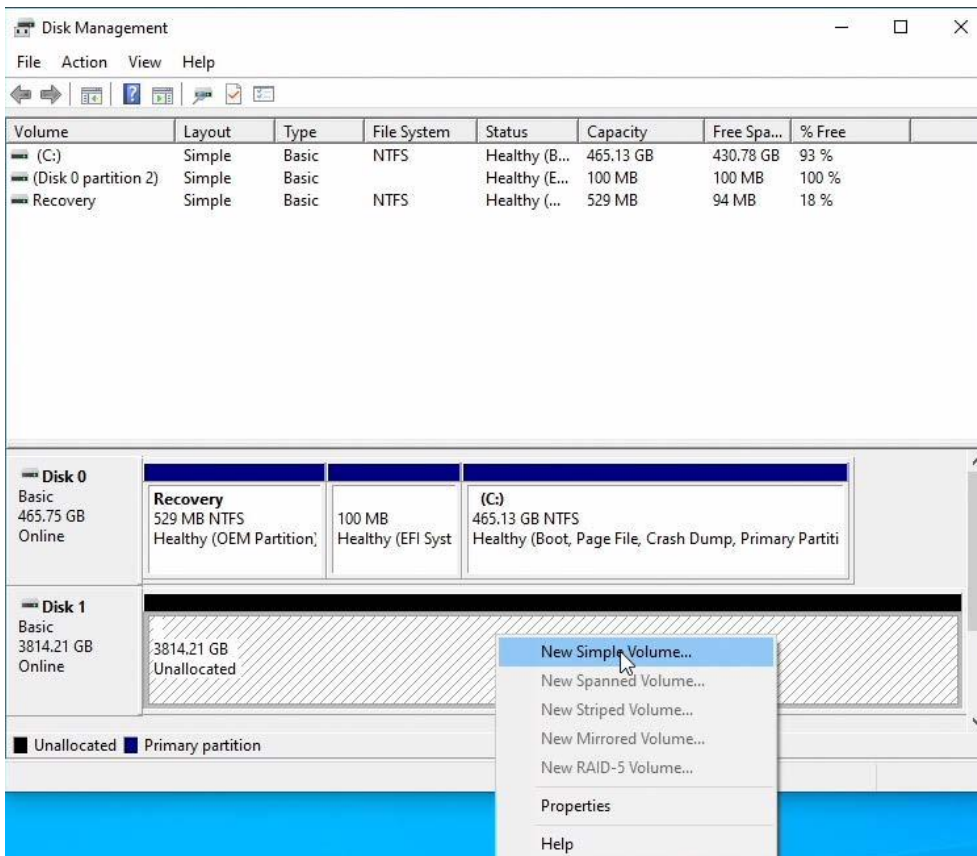 Disk Management
File Action View Help
Volume Layout Type File System Status Capacity Free Spa... % Free
(C:) Simple Basic NTFS Healthy (B... 465.13 GB 430.78 GB 93 %
(Disk 0 partition 2) Simple Basic Healthy (E... 100 MB 100 MB 100 %
Recovery Simple Basic NTFS Healthy (... 529 MB 94 MB 18 %
Disk 0
Basic
465.75 GB
Online
Recovery
529 MB NTFS
Healthy (OEM Partition)
100 MB
Healthy (EFI Syst
(C:)
465.13 GB NTFS
Healthy (Boot, Page File, Crash Dump, Primary Partiti
Disk 1
Basic
3814.21 GB
Online
3814.21 GB
Unallocated
New Simple Volume...
New Spanned Volume...
New Striped Volume...
New Mirrored Volume...
New RAID-5 Volume...
Properties
Help
Unallocated Primary partition